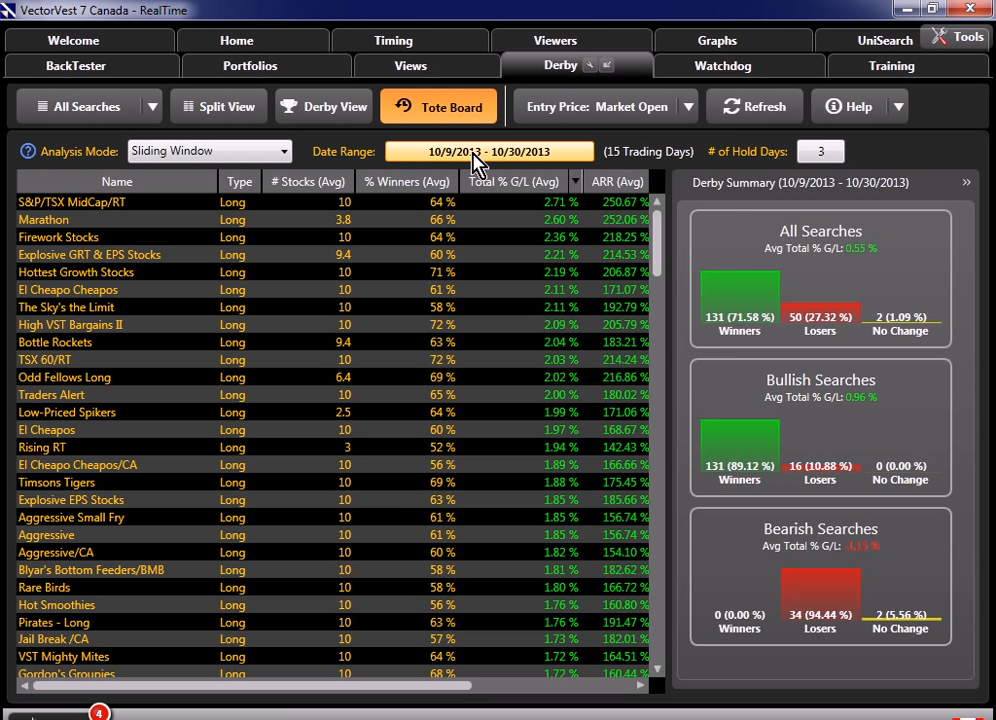 VectorVest 7 Canada - RealTime
Welcome Home Timing Viewers Graphs UniSearch Tools
BackTester Portfolios Views Derby Watchdog Training
All Searches Split View Derby View Tote Board Entry Price: Market Open Refresh Help
Analysis Mode: Sliding Window Date Range: 10/9/2013 - 10/30/2013 (15 Trading Days) # of Hold Days: 3
Name Type # Stocks (Avg) % Winners (Avg) Total % G/L (Avg) ARR (Avg)
S&P/TSX MidCap/RT Long 10 64 % 2.71 % 250.67 %
Marathon Long 3.8 66 % 2.60 % 252.06 %
Firework Stocks Long 10 64 % 2.36 % 218.25 %
Explosive GRT & EPS Stocks Long 9.4 60 % 2.21 % 214.53 %
Hottest Growth Stocks Long 10 71 % 2.19 % 206.87 %
El Cheapo Cheapos Long 10 61 % 2.11 % 171.07 %
The Sky's the Limit Long 10 58 % 2.11 % 192.79 %
High VST Bargains II Long 10 72 % 2.09 % 205.79 %
Bottle Rockets Long 9.4 63 % 2.04 % 183.21 %
TSX 60/RT Long 10 72 % 2.03 % 214.24 %
Odd Fellows Long Long 6.4 69 % 2.02 % 216.86 %
Traders Alert Long 10 65 % 2.00 % 180.02 %
Low-Priced Spikers Long 2.5 64 % 1.99 % 171.06 %
El Cheapos Long 10 60 % 1.97 % 168.67 %
Rising RT Long 3 52 % 1.94 % 142.43 %
El Cheapo Cheapos/CA Long 10 56 % 1.89 % 166.66 %
Timsons Tigers Long 10 69 % 1.88 % 175.45 %
Explosive EPS Stocks Long 10 63 % 1.85 % 185.66 %
Aggressive Small Fry Long 10 61 % 1.85 % 156.74 %
Aggressive Long 10 61 % 1.85 % 156.74 %
Aggressive/CA Long 10 60 % 1.82 % 154.10 %
Blyar's Bottom Feeders/BMB Long 10 58 % 1.81 % 182.62 %
Rare Birds Long 10 58 % 1.80 % 166.72 %
Hot Smoothies Long 10 56 % 1.76 % 160.80 %
Pirates - Long Long 10 63 % 1.76 % 191.47 %
Jail Break /CA Long 10 57 % 1.73 % 182.01 %
VST Mighty Mites Long 10 64 % 1.72 % 164.51 %
Gordon's Groupies Long 10 68 % 1.72 % 160.44 %
Derby Summary (10/9/2013 - 10/30/2013) »
All Searches
Avg Total % G/L: 0.55 %
131 (71.58 %) 50 (27.32 %) 2 (1.09 %)
Winners Losers No Change
Bullish Searches
Avg Total % G/L: 0.96 %
131 (89.12 %) 16 (10.88 %) 0 (0.00 %)
Winners Losers No Change
Bearish Searches
Avg Total % G/L: -1.15 %
0 (0.00 %) 34 (94.44 %) 2 (5.56 %)
Winners Losers No Change
4